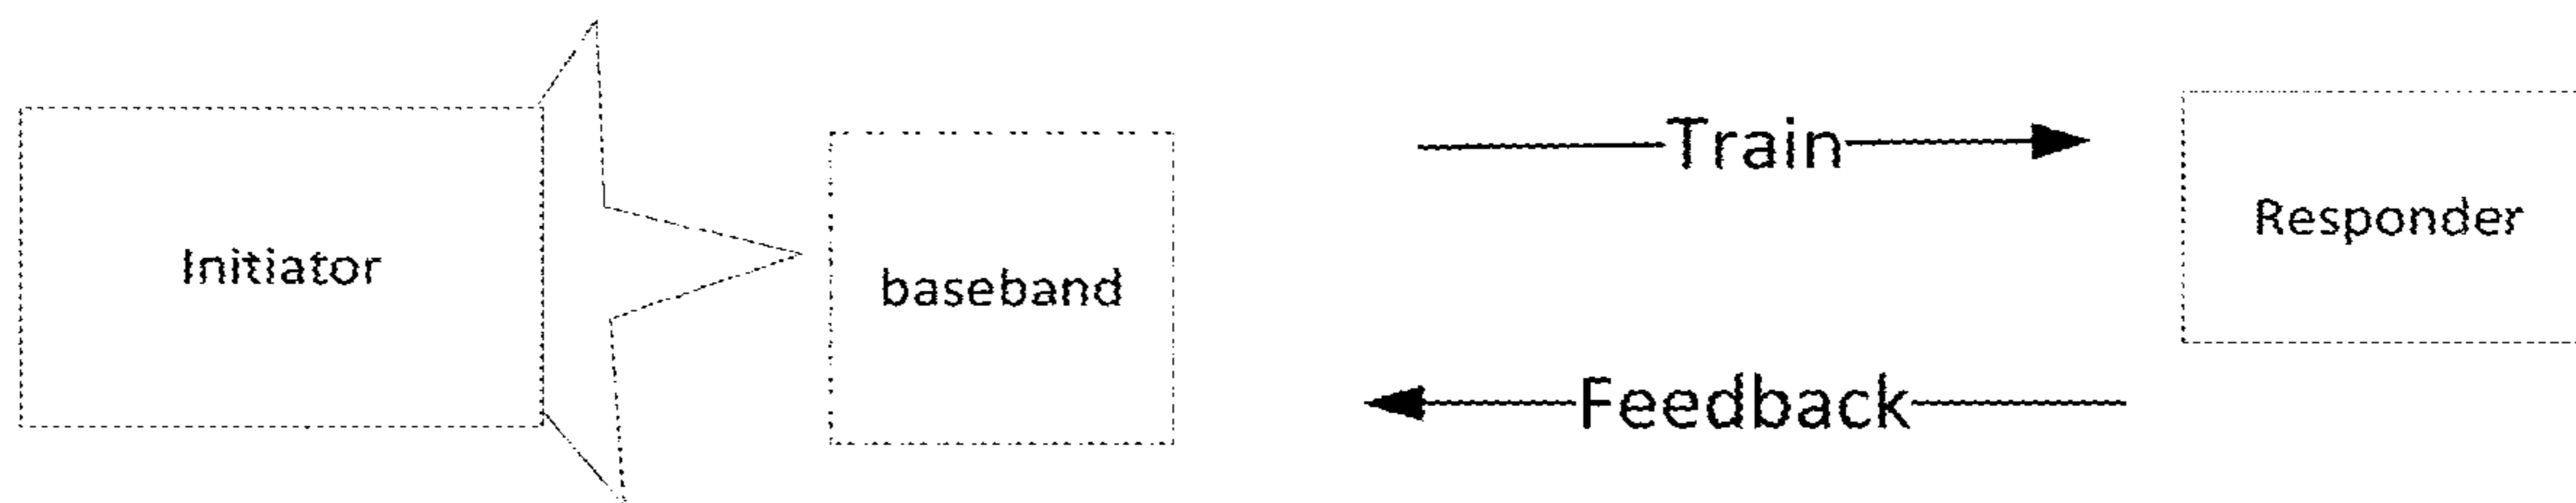 Initiator
baseband
Train
Feedback
Responder